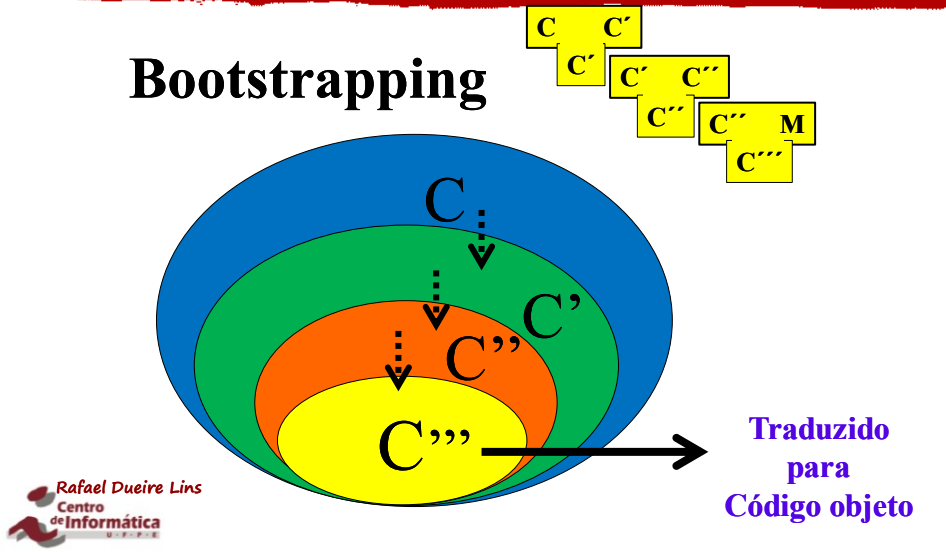 C C´
C´
C´ C´´
C´´
C´´ M
C´´´
Bootstrapping
C
C’
C’’
C’’’
Traduzido
para
Código objeto
Rafael Dueire Lins
Centro
de Informática
U · F · P · E